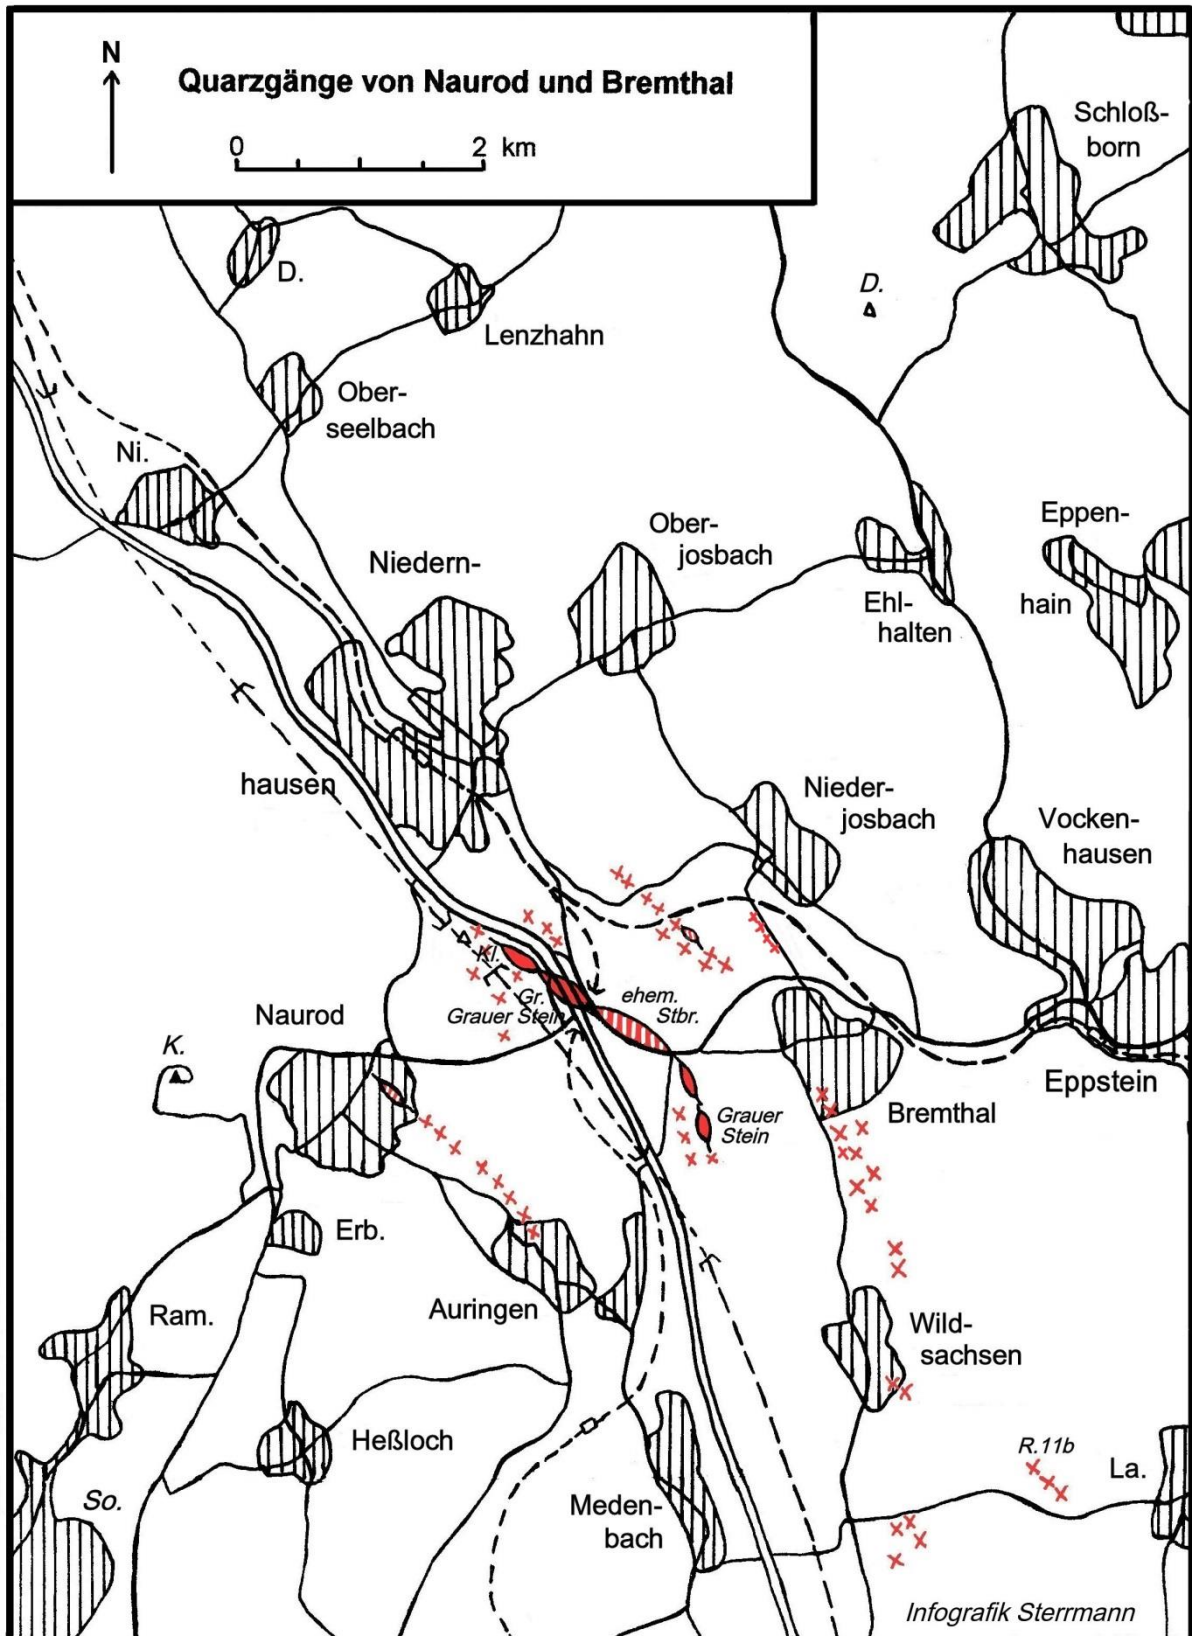 N
Quarzgänge von Naurod und Bremthal
0 2 km
Schloß-
born
D.
D.
Lenzhahn
Ober-
seelbach
Ni.
Niedern-
hausen
Ober-
josbach
Ehl-
halten
Eppen-
hain
Nieder-
josbach
Vockenhausen
Kl.
Gr.
Grauer Stein
ehem.
Stbr.
Naurod
K.
Eppstein
Bremthal
Grauer
Stein
Erb.
Ram.
Auringen
Wild-
sachsen
Heßloch
R.11b
La.
So.
Meden-
bach
Infografik Sterrmann